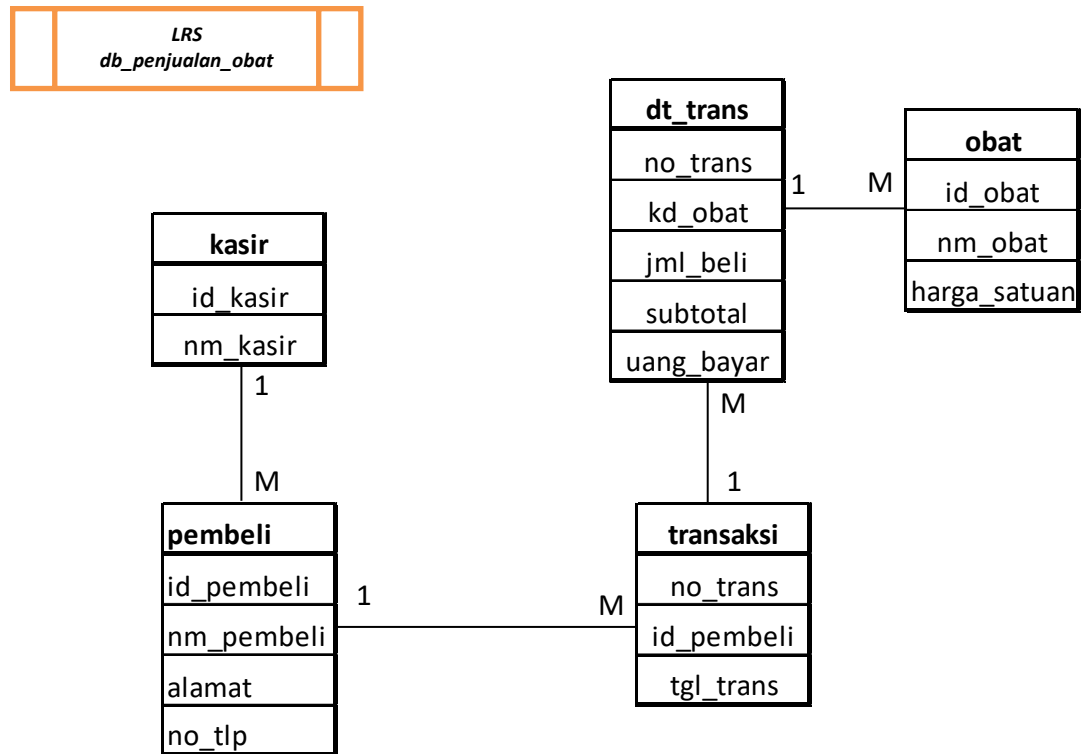 LRS
db_penjualan_obat
dt_trans
no_trans
kd_obat
jml_beli
subtotal
uang_bayar
1
M
obat
id_obat
nm_obat
harga_satuan
kasir
id_kasir
nm_kasir
1
M
M
1
pembeli
id_pembeli
nm_pembeli
alamat
no_tlp
1
M
transaksi
no_trans
id_pembeli
tgl_trans